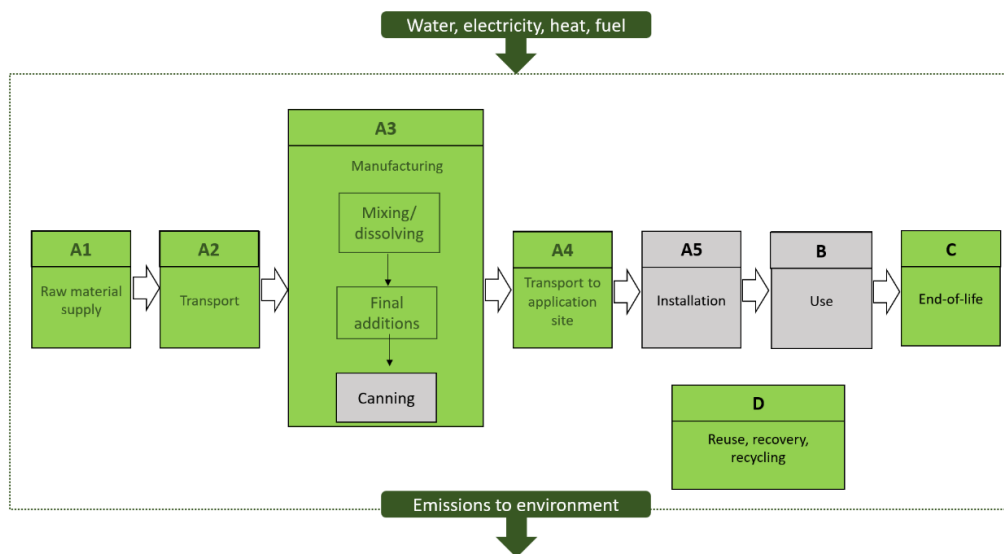 Water, electricity, heat, fuel
A3
Manufacturing
Mixing/
dissolving
Final
additions
Canning
A1
Raw material
supply
A2
Transport
A4
Transport to
application
site
A5
Installation
B
Use
C
End-of-life
D
Reuse, recovery,
recycling
Emissions to environment